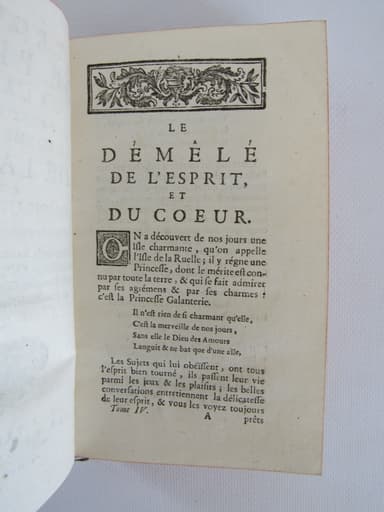 LE
DÉMÊLÉ
DE L'ESPRIT,
ET
DU COEUR.
ON a découvert de nos jours une
Isle charmante, qu'on appelle
l'Isle de la Ruelle; il y régne une
Princesse, dont le mérite est con-
nu par toute la terre, & qui se fait admirer
par ses agrémens & par ses charmes:
c'est la Princesse Galanterie.
Il n'est rien de si charmant qu'elle,
C'est la merveille de nos jours,
Sans elle le Dieu des Amours
Languit & ne bat que d'une aîle,
Les Sujets qui lui obéissent, ont tous
l'esprit bien tourné, ils passent leur vie
parmi les jeux & les plaisirs; les belles
conversations entretiennent la délicatesse
de leur esprit, & vous les voyez toujours
Tome IV. A prêts